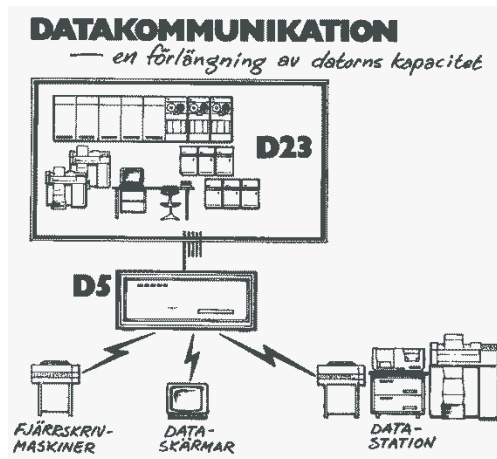 DATAKOMMUNIKATION
— en förlängning av datorns kapacitet
D23
D5
FJÄRRSKRIV-
MASKINER
DATA-
SKÄRMAR
DATA-
STATION